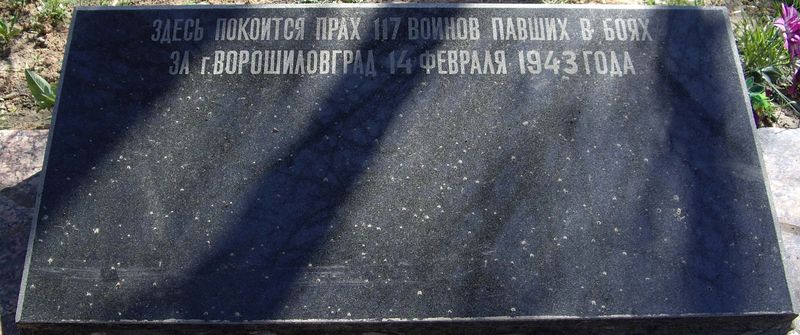 ЗДЕСЬ ПОКОИТСЯ ПРАХ 117 ВОИНОВ ПАВШИХ В БОЯХ
ЗА г. ВОРОШИЛОВГРАД 14 ФЕВРАЛЯ 1943 ГОДА